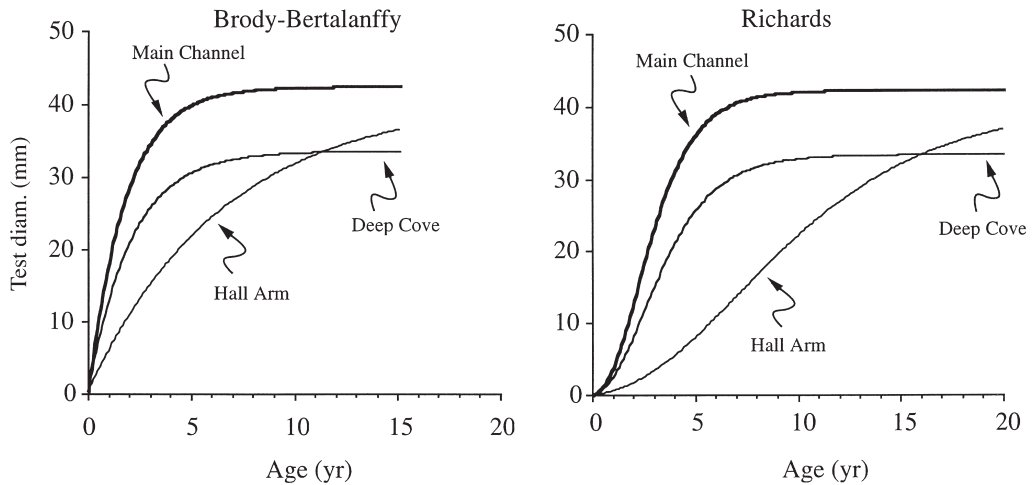 Brody-Bertalanffy
50
40
30
20
10
0
Test diam. (mm)
Main Channel
Deep Cove
Hall Arm
0 5 10 15 20
Age (yr)
Richards
50
40
30
20
10
0
Main Channel
Deep Cove
Hall Arm
0 5 10 15 20
Age (yr)